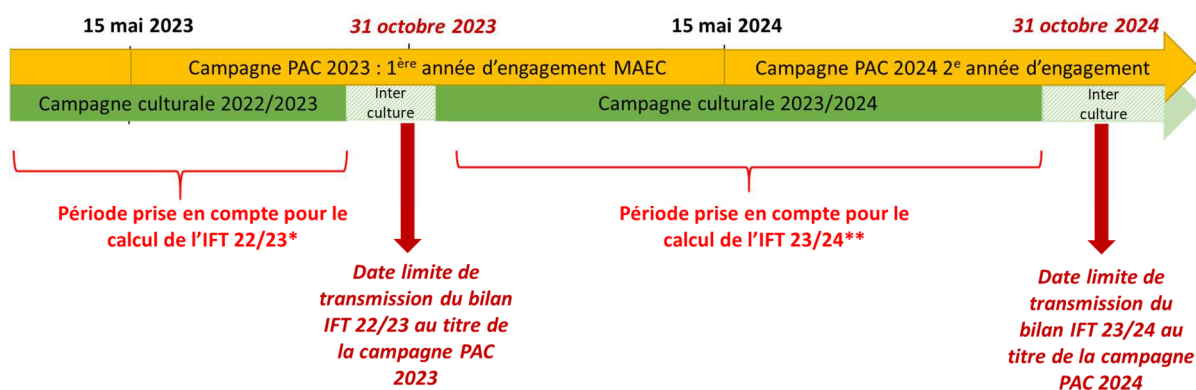 15 mai 2023
31 octobre 2023
15 mai 2024
31 octobre 2024
Campagne PAC 2023 : 1ère année d’engagement MAEC
Campagne PAC 2024 2e année d’engagement
Campagne culturale 2022/2023
Inter
culture
Campagne culturale 2023/2024
Inter
culture
Période prise en compte pour le
calcul de l’IFT 22/23*
Période prise en compte pour le
calcul de l’IFT 23/24**
Date limite de
transmission du bilan
IFT 22/23 au titre de
la campagne PAC
2023
Date limite de
transmission du
bilan IFT 23/24 au
titre de la campagne
PAC 2024